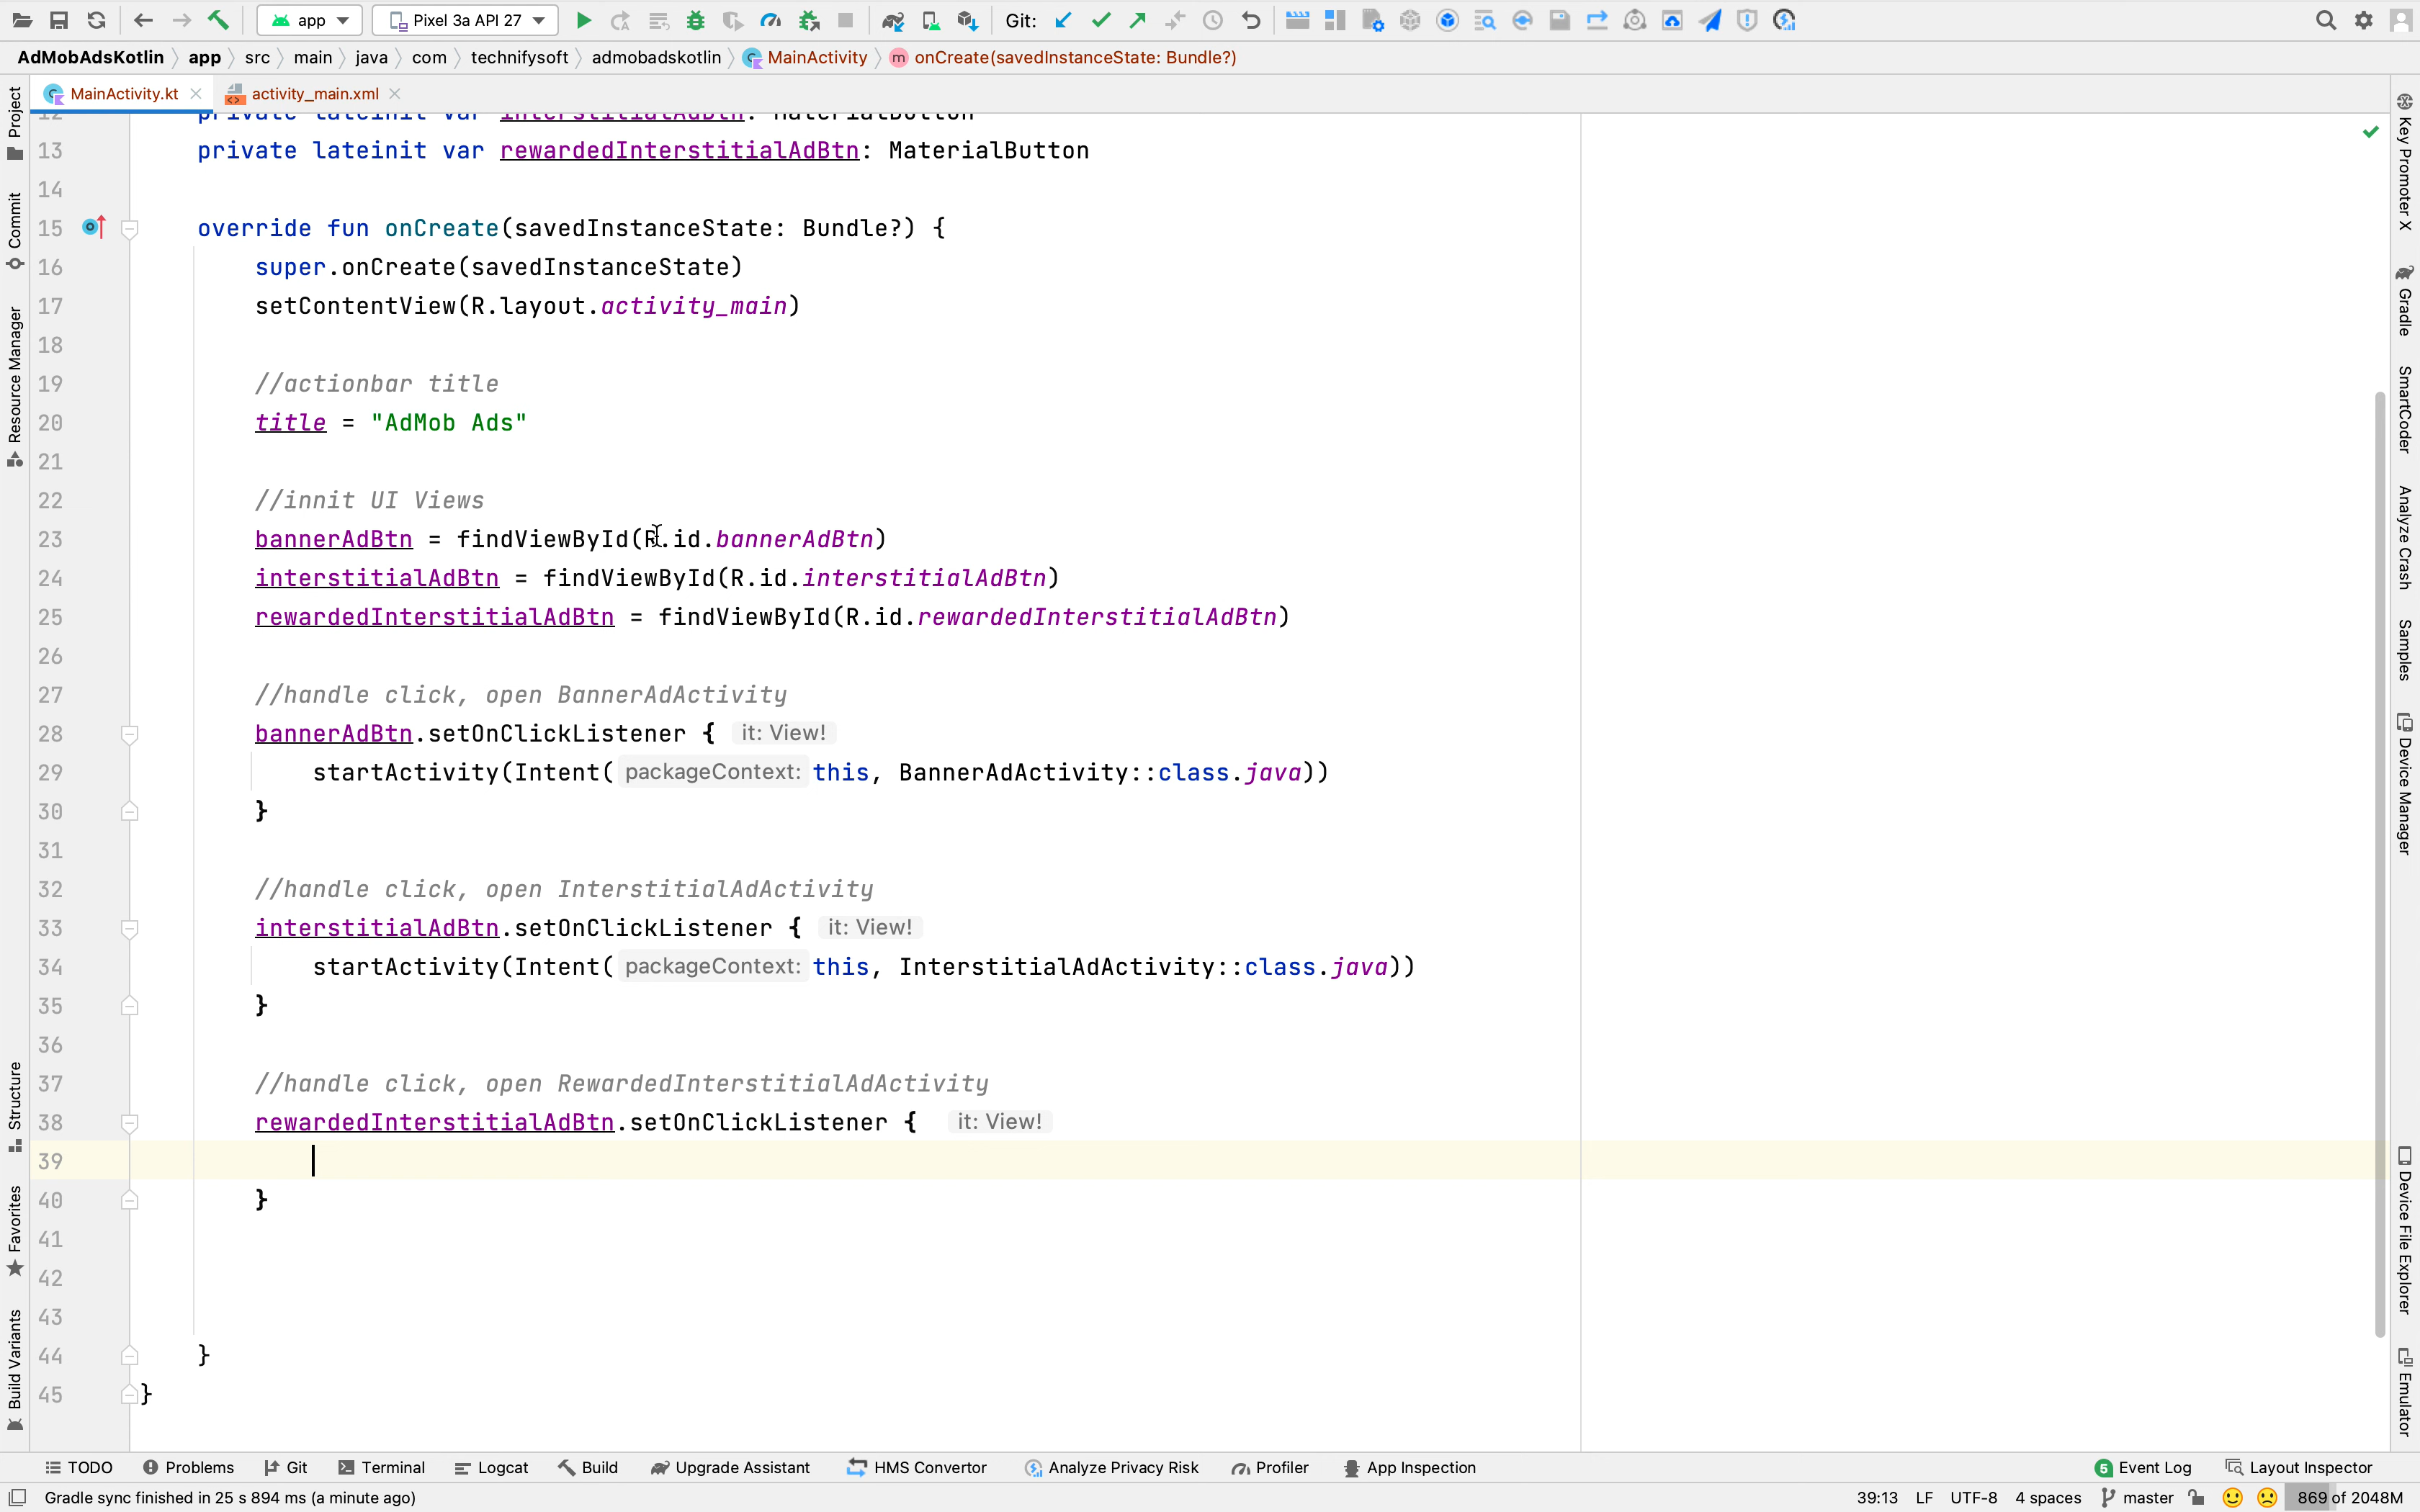 app
Pixel 3a API 27
Git:
AdMobAdsKotlin app src main java com technifysoft admobadskotlin MainActivity m onCreate(savedInstanceState: Bundle?)
MainActivity.kt
activity_main.xml
12 private lateinit var interstitialAdBtn: MaterialButton
13 private lateinit var rewardedInterstitialAdBtn: MaterialButton
14
15 override fun onCreate(savedInstanceState: Bundle?) {
16 super.onCreate(savedInstanceState)
17 setContentView(R.layout.activity_main)
18
19 //actionbar title
20 title = "AdMob Ads"
21
22 //innit UI Views
23 bannerAdBtn = findViewById(R.id.bannerAdBtn)
24 interstitialAdBtn = findViewById(R.id.interstitialAdBtn)
25 rewardedInterstitialAdBtn = findViewById(R.id.rewardedInterstitialAdBtn)
26
27 //handle click, open BannerAdActivity
28 bannerAdBtn.setOnClickListener { it: View!
29 startActivity(Intent( packageContext: this, BannerAdActivity::class.java))
30 }
31
32 //handle click, open InterstitialAdActivity
33 interstitialAdBtn.setOnClickListener { it: View!
34 startActivity(Intent( packageContext: this, InterstitialAdActivity::class.java))
35 }
36
37 //handle click, open RewardedInterstitialAdActivity
38 rewardedInterstitialAdBtn.setOnClickListener { it: View!
39
40 }
41
42
43
44 }
45 }
Project
Commit
Resource Manager
Structure
Favorites
Build Variants
Key Promoter X
Gradle
SmartCoder
Analyze Crash
Samples
Device Manager
Device File Explorer
Emulator
TODO Problems Git Terminal Logcat Build Upgrade Assistant HMS Convertor Analyze Privacy Risk Profiler App Inspection 5 Event Log Layout Inspector
Gradle sync finished in 25 s 894 ms (a minute ago) 39:13 LF UTF-8 4 spaces master 869 of 2048M